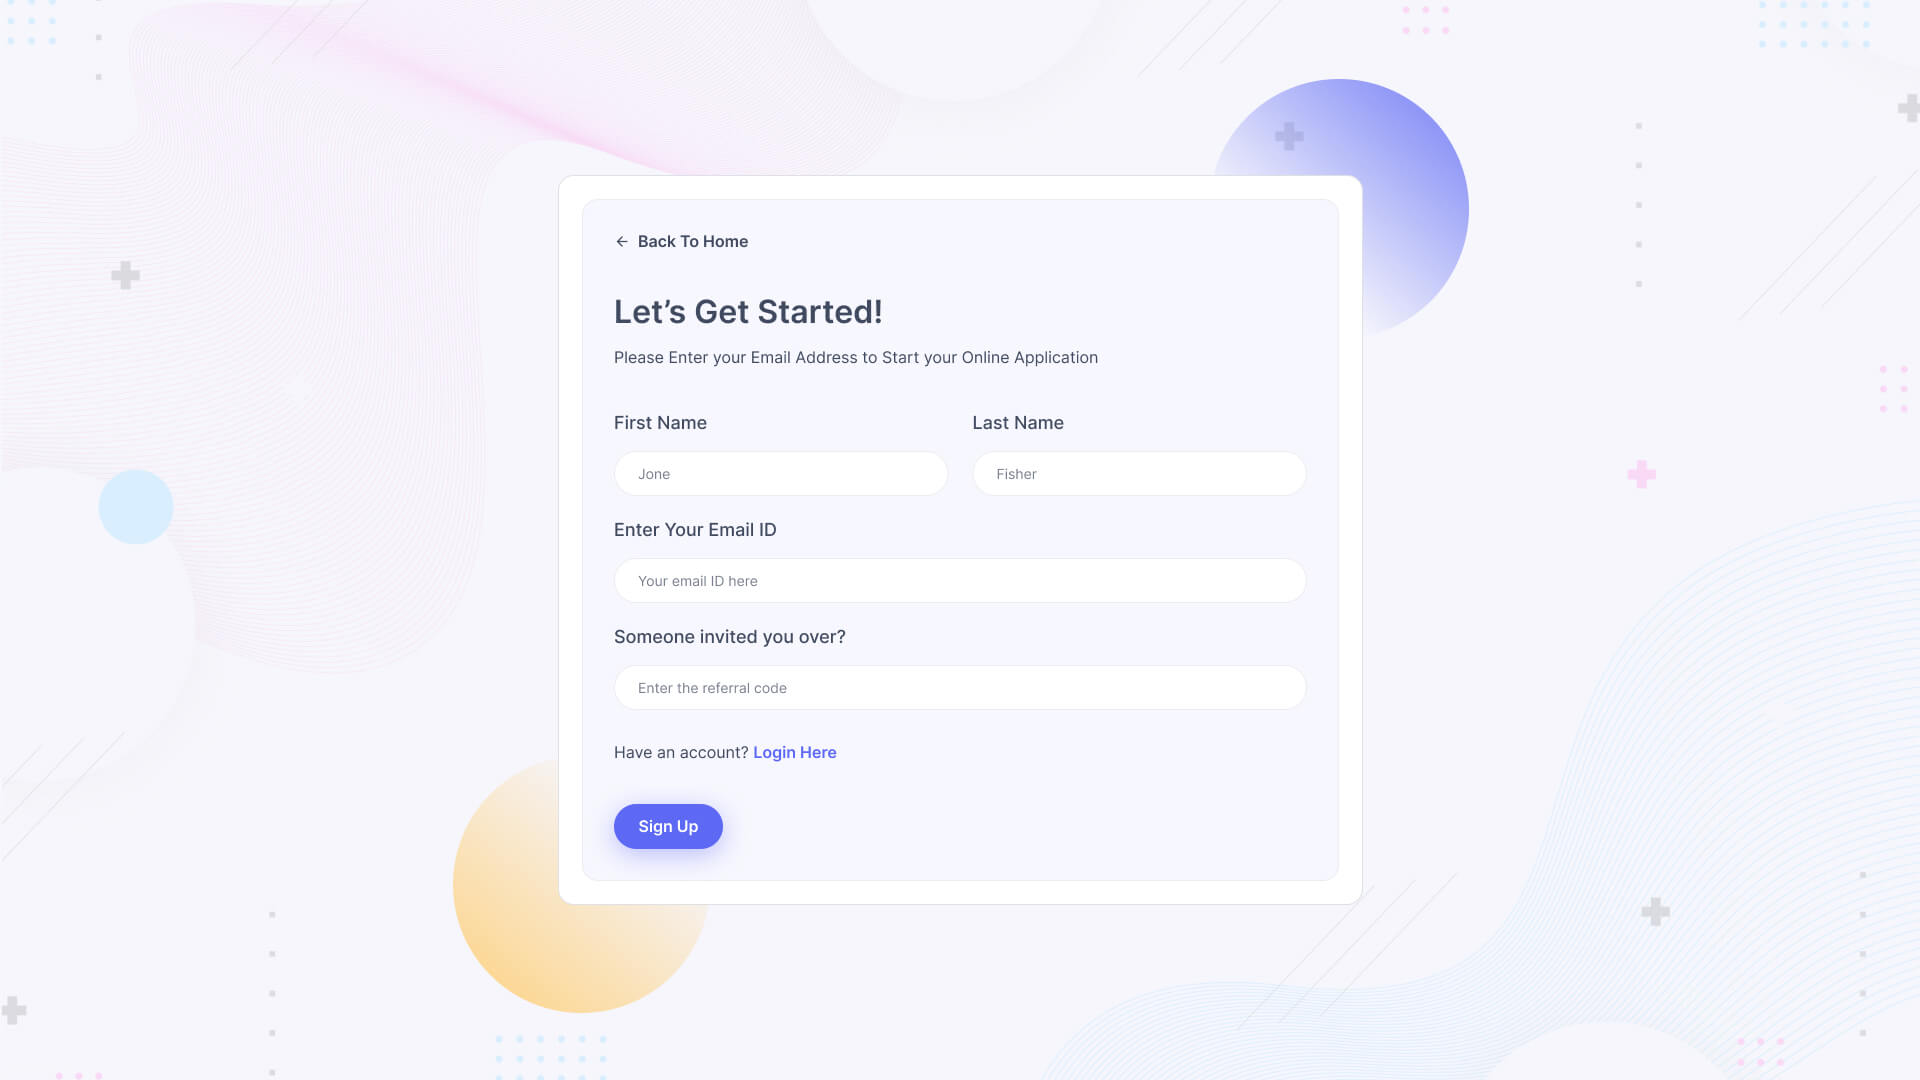 Back To Home
Let’s Get Started!
Please Enter your Email Address to Start your Online Application
First Name
Last Name
Jone
Fisher
Enter Your Email ID
Your email ID here
Someone invited you over?
Enter the referral code
Have an account? Login Here
Sign Up